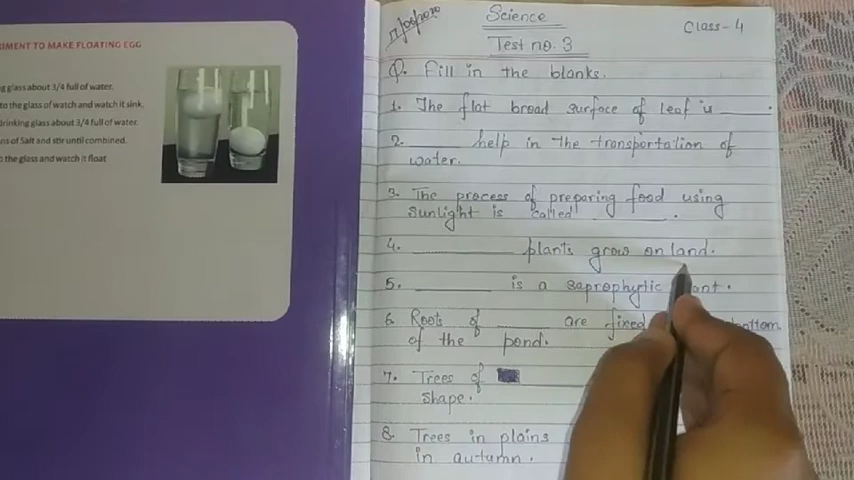 IMENT TO MAKE FLOATING EGG
g glass about 3/4 full of water.
to the glass of watch and watch it sink.
drinking glass about 3/4 full of water.
ns of Salt and stir until combined.
o the glass and watch it float
17/06/2020
Science
Class-4
Test no. 3
Q. Fill in the blanks.
1. The flat broad surface of leaf is ______.
2. ______ help in the transportation of
water.
3. The process of preparing food using
sunlight is called ______.
4. ______ plants grow on land.
5. ______ is a saprophytic ant.
6. Roots of ______ are fixed bottom
of the pond.
7. Trees of ______
shape.
8. Trees in plains
in autumn.